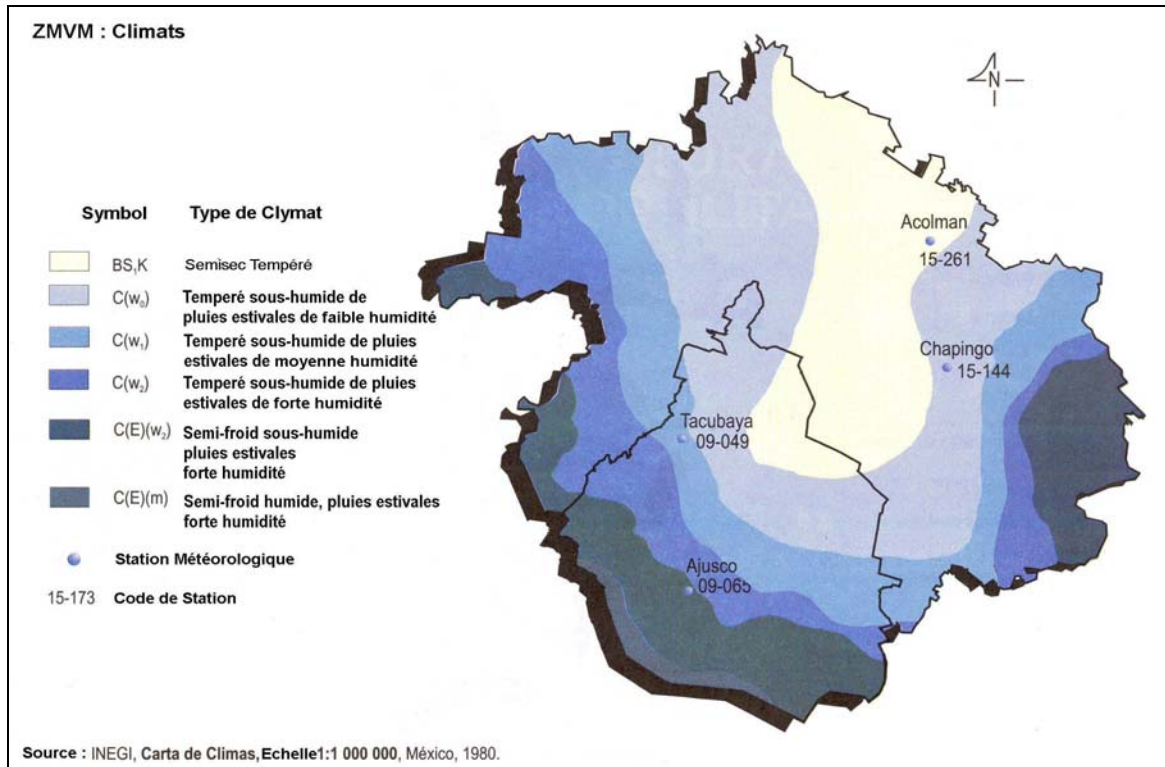 ZMVM : Climats
N
Symbol Type de Clymat
BS₁K Semisec Tempéré
C(w₀) Temperé sous-humide de
pluies estivales de faible humidité
C(w₁) Temperé sous-humide de pluies
estivales de moyenne humidité
C(w₂) Temperé sous-humide de pluies
estivales de forte humidité
C(E)(w₂) Semi-froid sous-humide
pluies estivales
forte humidité
C(E)(m) Semi-froid humide, pluies estivales
forte humidité
Station Météorologique
15-173 Code de Station
Acolman
15-261
Chapingo
15-144
Tacubaya
09-049
Ajusco
09-065
Source : INEGI, Carta de Climas, Echelle1:1 000 000, México, 1980.